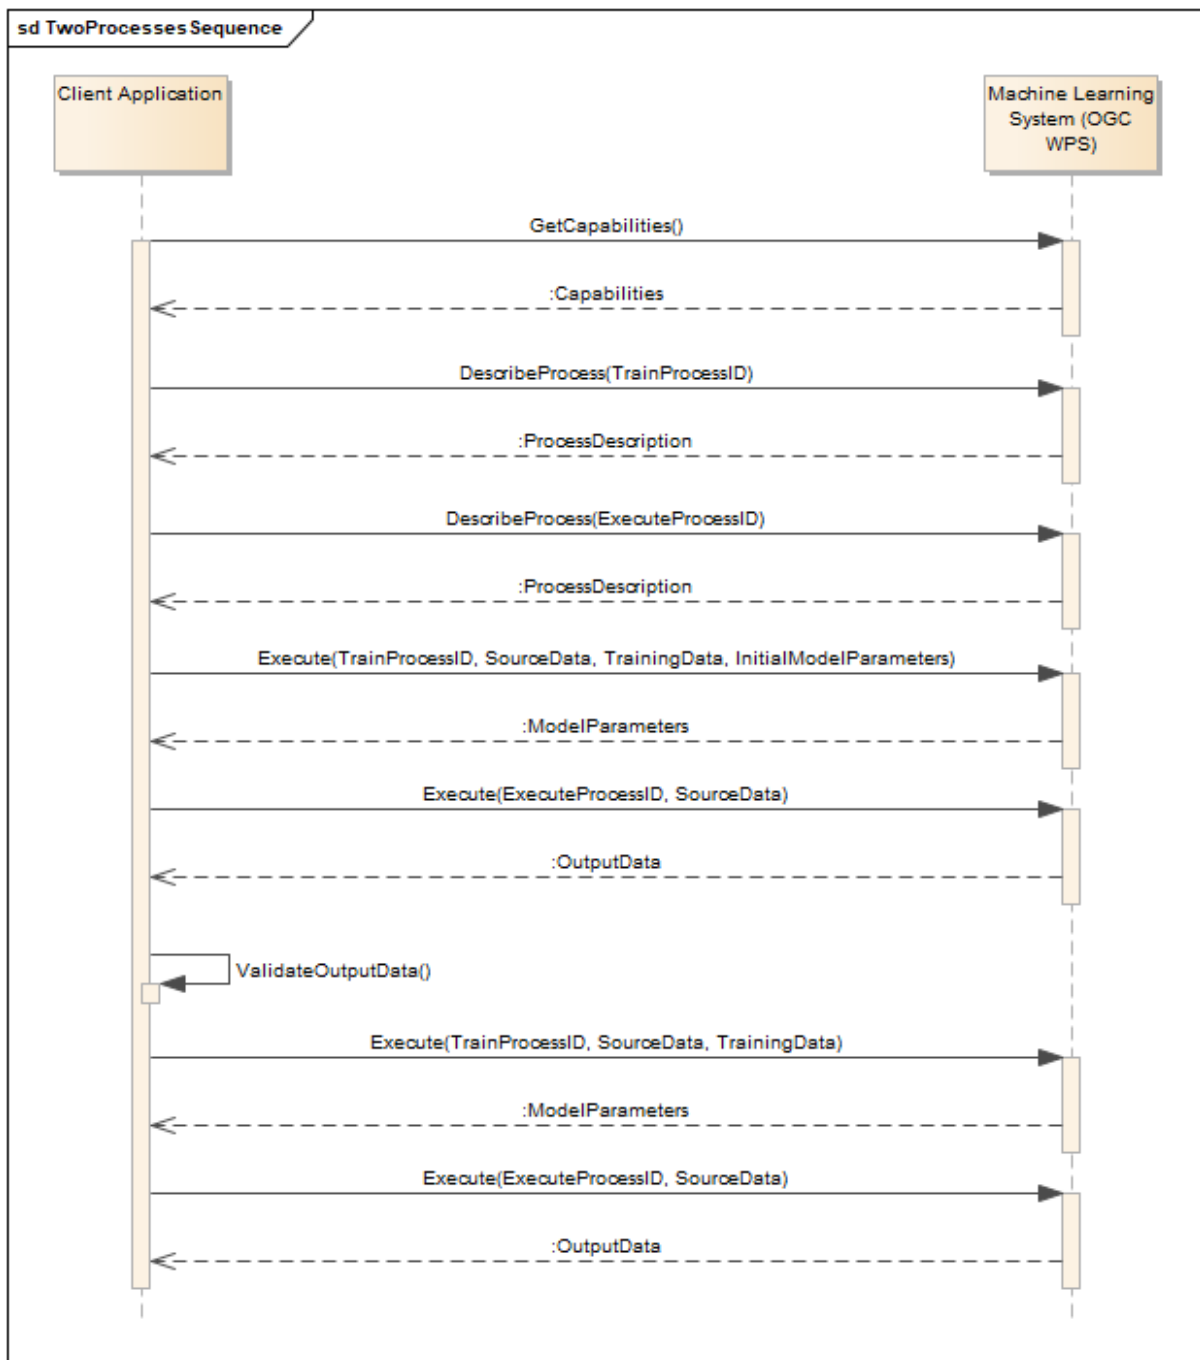 sd TwoProcessesSequence
Client Application
Machine Learning
System (OGC
WPS)
GetCapabilities()
:Capabilities
DescribeProcess(TrainProcessID)
:ProcessDescription
DescribeProcess(ExecuteProcessID)
:ProcessDescription
Execute(TrainProcessID, SourceData, TrainingData, InitialModelParameters)
:ModelParameters
Execute(ExecuteProcessID, SourceData)
:OutputData
ValidateOutputData()
Execute(TrainProcessID, SourceData, TrainingData)
:ModelParameters
Execute(ExecuteProcessID, SourceData)
:OutputData